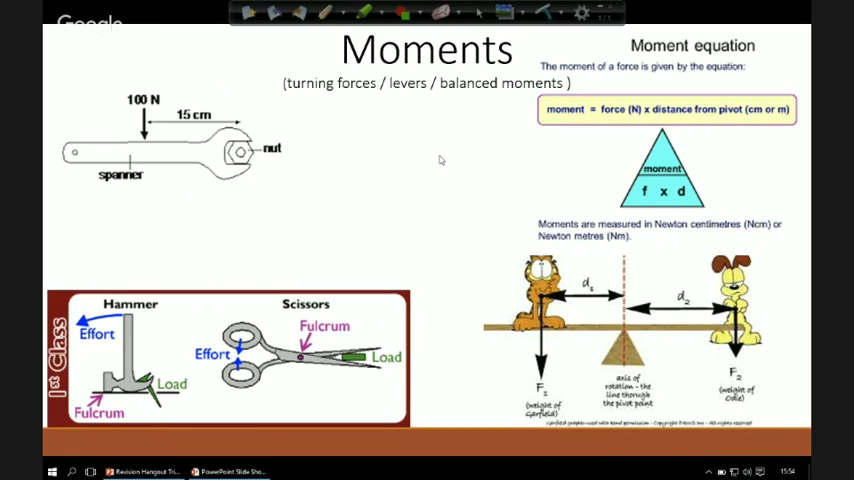 Google
1/1
Moments
(turning forces / levers / balanced moments )
100 N
15 cm
nut
spanner
Moment equation
The moment of a force is given by the equation:
moment = force (N) x distance from pivot (cm or m)
moment
f x d
Moments are measured in Newton centimetres (Ncm) or
Newton metres (Nm).
1st Class
Hammer
Effort
Load
Fulcrum
Scissors
Fulcrum
Effort
Load
d1
d2
F1
(weight of
Garfield)
axis of
rotation - the
line thorugh
the pivot point
F2
(weight of
Odie)
Revision Hangout Tri...
PowerPoint Slide Sho...
15:54